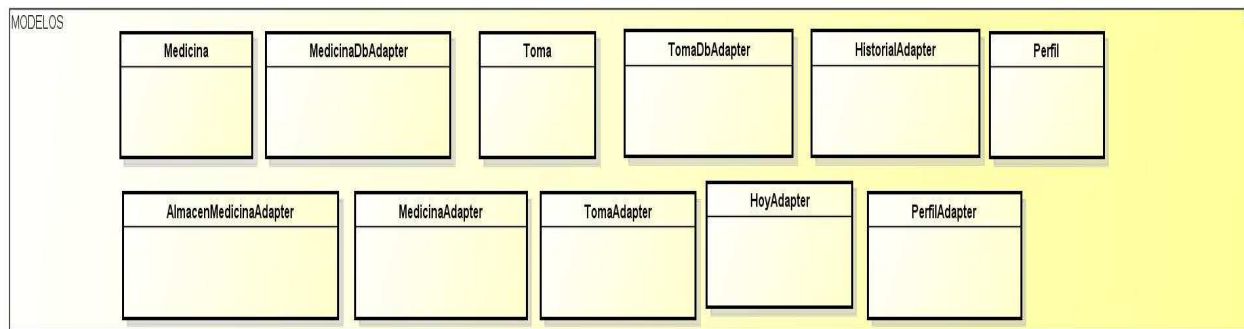 MODELOS
Medicina
MedicinaDbAdapter
Toma
TomaDbAdapter
HistorialAdapter
Perfil
AlmacenMedicinaAdapter
MedicinaAdapter
TomaAdapter
HoyAdapter
PerfilAdapter